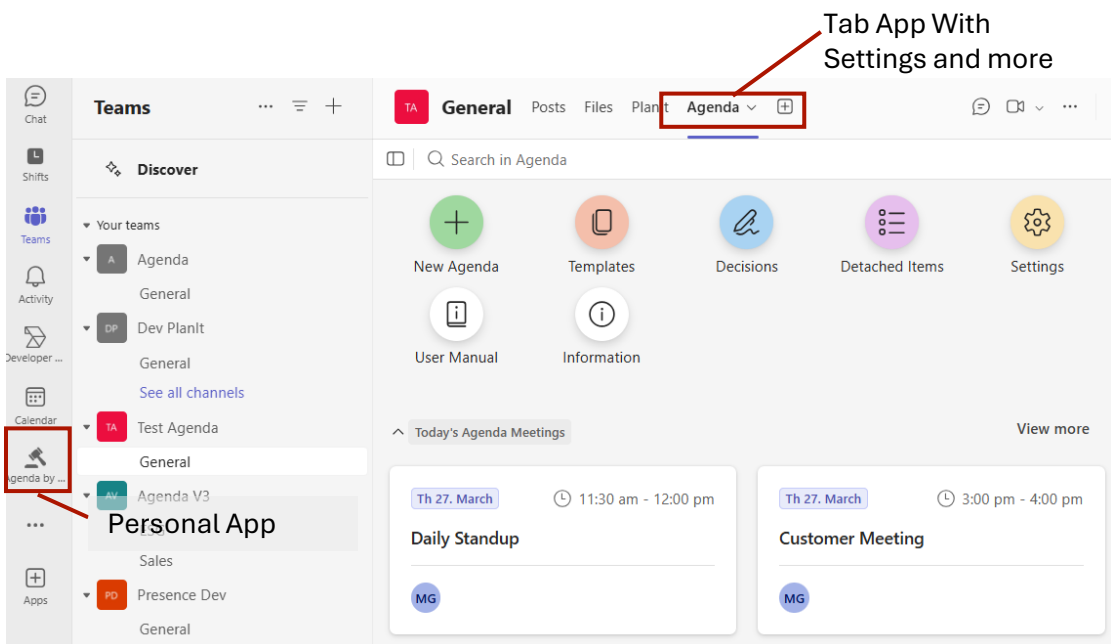 Tab App With
Settings and more
Chat
Shifts
Teams
Activity
Developer ...
Calendar
Agenda by ...
Apps
Teams
Discover
Your teams
A Agenda
General
DP Dev PlanIt
General
See all channels
TA Test Agenda
General
AV Agenda V3
Personal App
Sales
PD Presence Dev
General
TA General Posts Files PlanIt Agenda
Search in Agenda
New Agenda Templates Decisions Detached Items Settings
User Manual Information
Today's Agenda Meetings View more
Th 27. March 11:30 am - 12:00 pm
Daily Standup
MG
Th 27. March 3:00 pm - 4:00 pm
Customer Meeting
MG